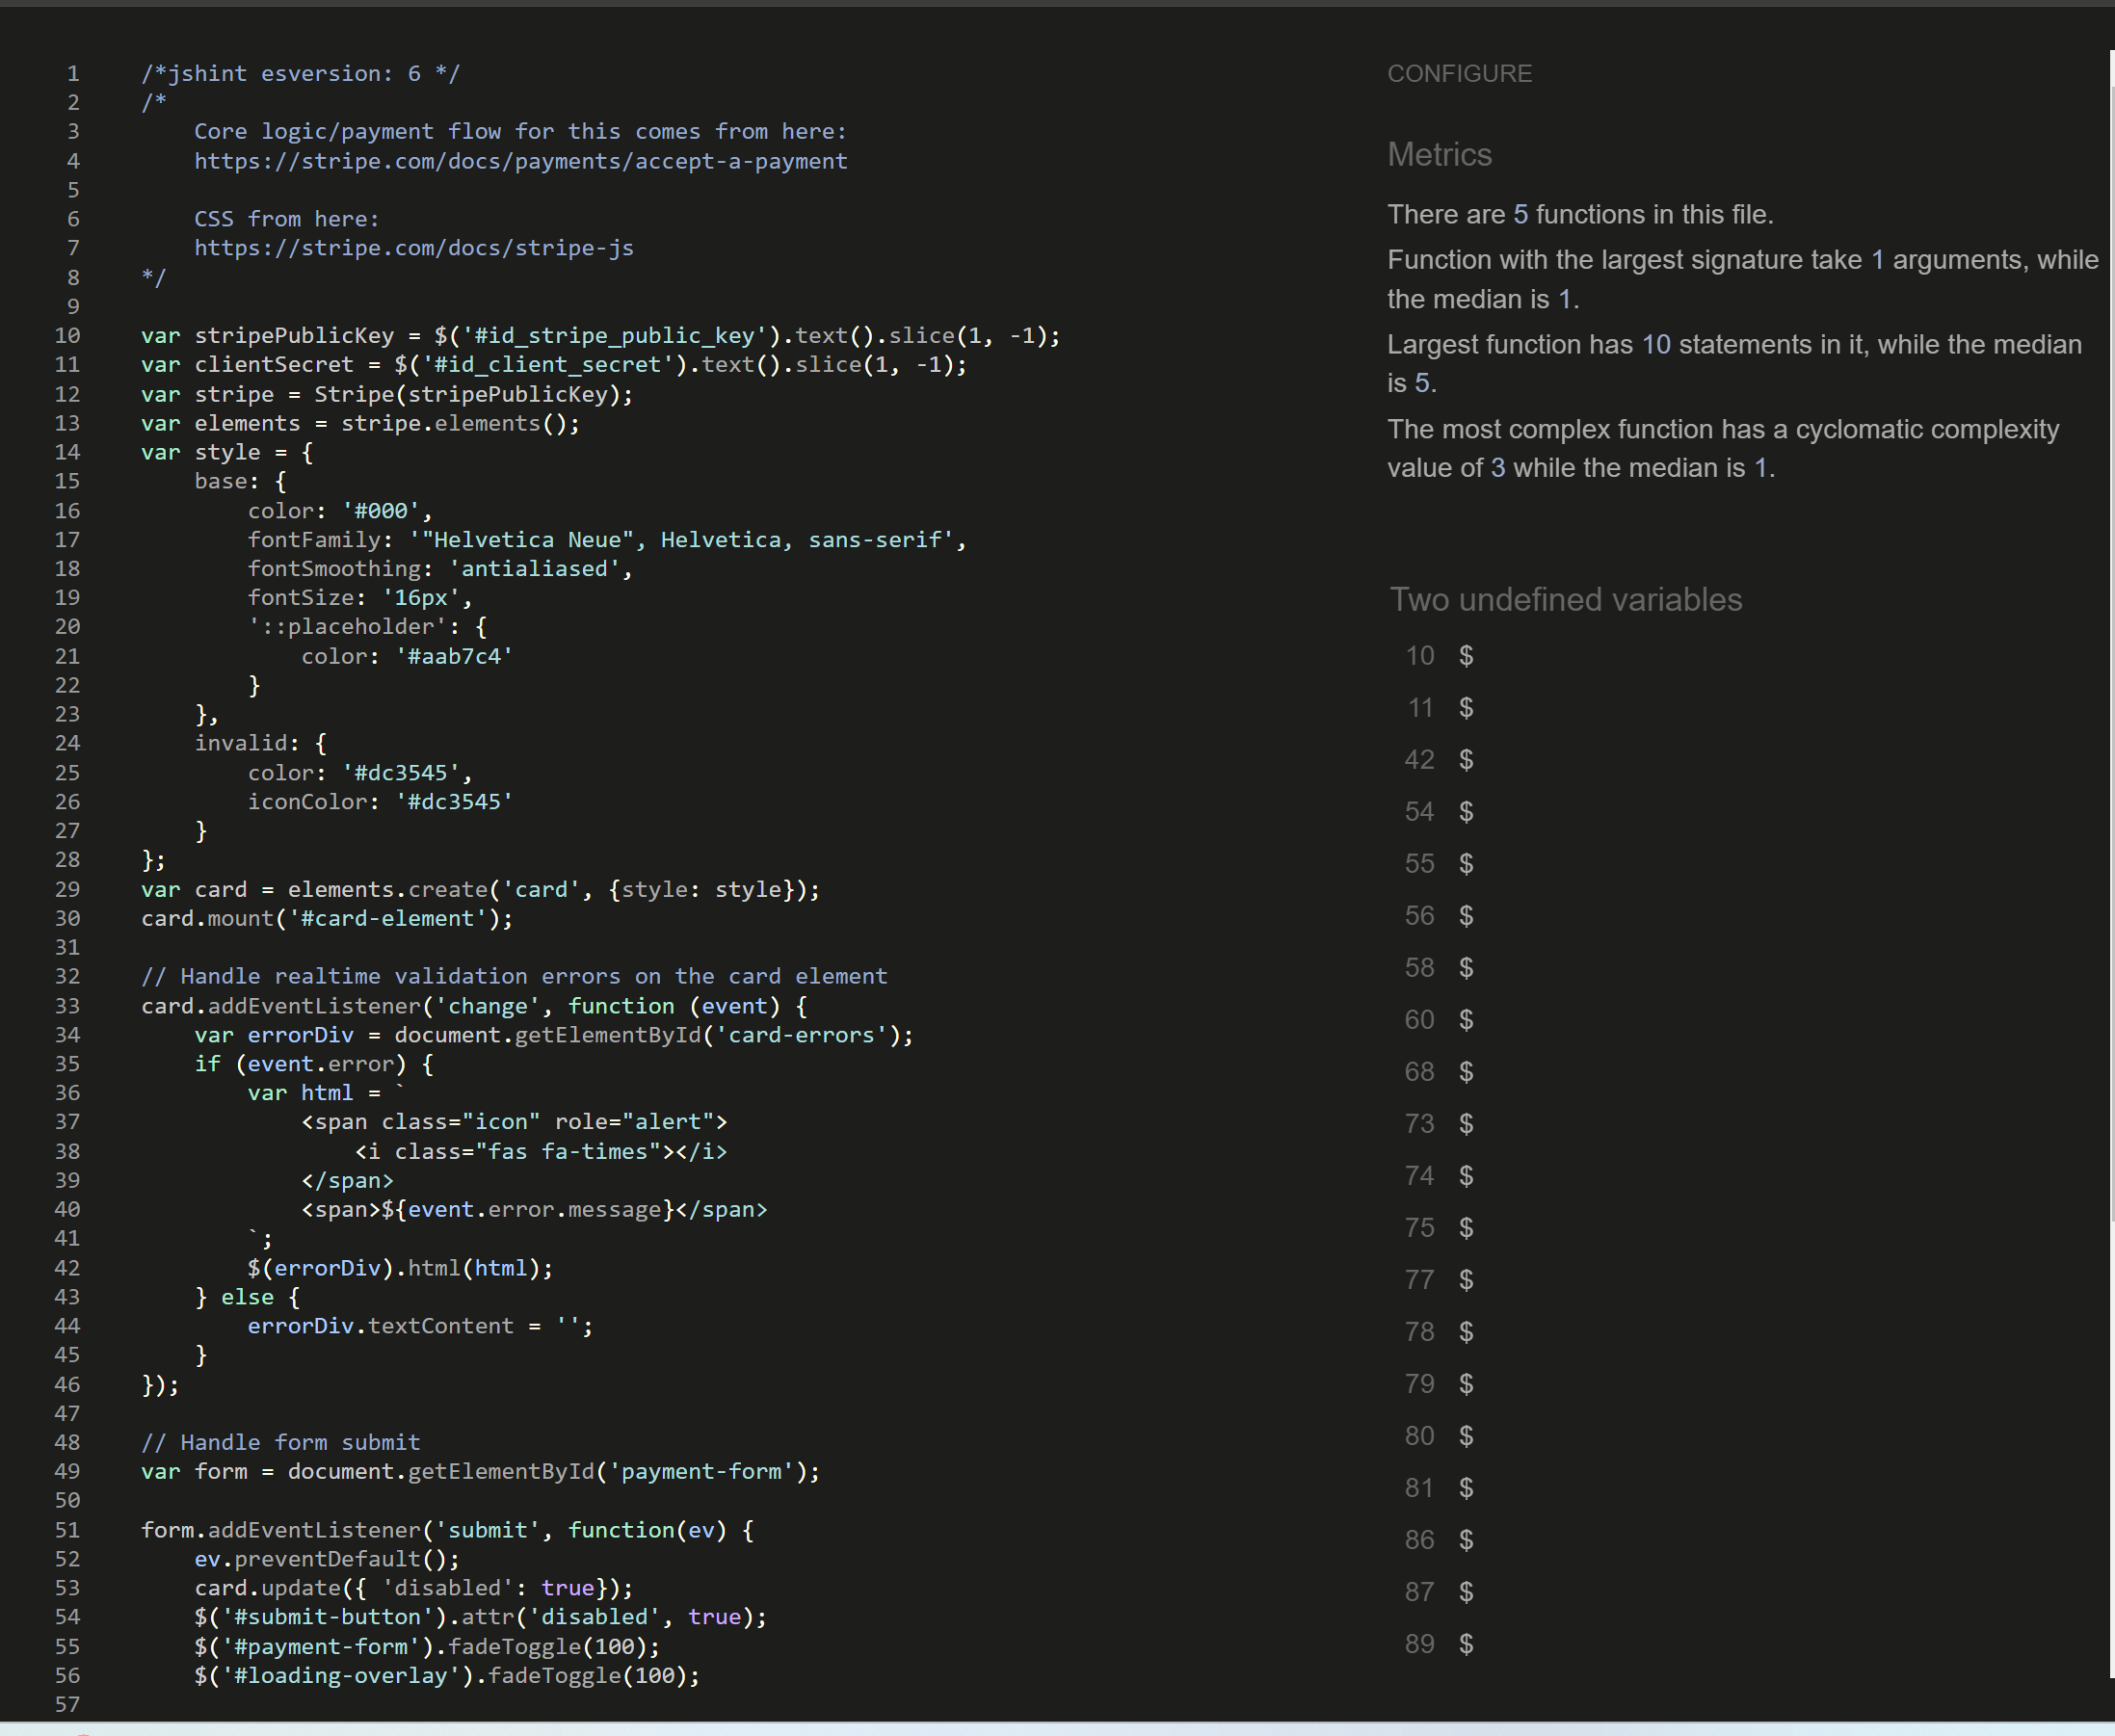 1 /*jshint esversion: 6 */
2 /*
3 Core logic/payment flow for this comes from here:
4 https://stripe.com/docs/payments/accept-a-payment
5
6 CSS from here:
7 https://stripe.com/docs/stripe-js
8 */
9
10 var stripePublicKey = $('#id_stripe_public_key').text().slice(1, -1);
11 var clientSecret = $('#id_client_secret').text().slice(1, -1);
12 var stripe = Stripe(stripePublicKey);
13 var elements = stripe.elements();
14 var style = {
15     base: {
16         color: '#000',
17         fontFamily: '"Helvetica Neue", Helvetica, sans-serif',
18         fontSmoothing: 'antialiased',
19         fontSize: '16px',
20         '::placeholder': {
21             color: '#aab7c4'
22         }
23     },
24     invalid: {
25         color: '#dc3545',
26         iconColor: '#dc3545'
27     }
28 };
29 var card = elements.create('card', {style: style});
30 card.mount('#card-element');
31
32 // Handle realtime validation errors on the card element
33 card.addEventListener('change', function (event) {
34     var errorDiv = document.getElementById('card-errors');
35     if (event.error) {
36         var html = `
37             <span class="icon" role="alert">
38                 <i class="fas fa-times"></i>
39             </span>
40             <span>${event.error.message}</span>
41         `;
42         $(errorDiv).html(html);
43     } else {
44         errorDiv.textContent = '';
45     }
46 });
47
48 // Handle form submit
49 var form = document.getElementById('payment-form');
50
51 form.addEventListener('submit', function(ev) {
52     ev.preventDefault();
53     card.update({ 'disabled': true});
54     $('#submit-button').attr('disabled', true);
55     $('#payment-form').fadeToggle(100);
56     $('#loading-overlay').fadeToggle(100);
57
CONFIGURE
Metrics
There are 5 functions in this file.
Function with the largest signature take 1 arguments, while
the median is 1.
Largest function has 10 statements in it, while the median
is 5.
The most complex function has a cyclomatic complexity
value of 3 while the median is 1.
Two undefined variables
10 $
11 $
42 $
54 $
55 $
56 $
58 $
60 $
68 $
73 $
74 $
75 $
77 $
78 $
79 $
80 $
81 $
86 $
87 $
89 $